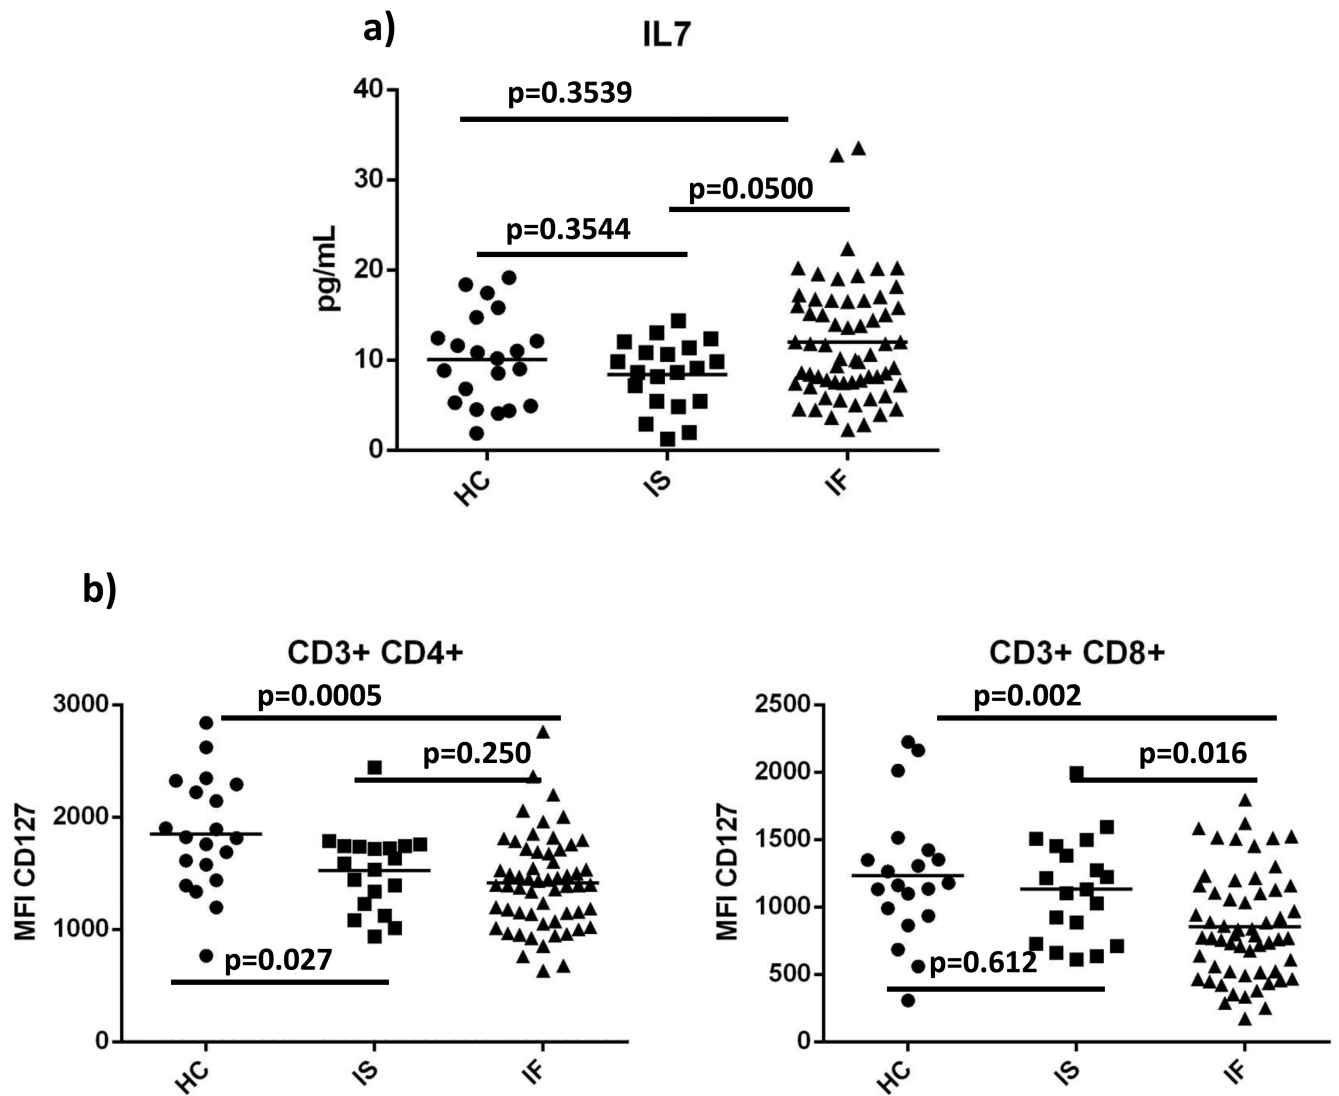 a)
IL7
40
30
20
10
0
pg/mL
p=0.3539
p=0.0500
p=0.3544
HC
IS
IF
b)
CD3+ CD4+
3000
2000
1000
0
MFI CD127
p=0.0005
p=0.250
p=0.027
HC
IS
IF
CD3+ CD8+
2500
2000
1500
1000
500
0
MFI CD127
p=0.002
p=0.016
p=0.612
HC
IS
IF